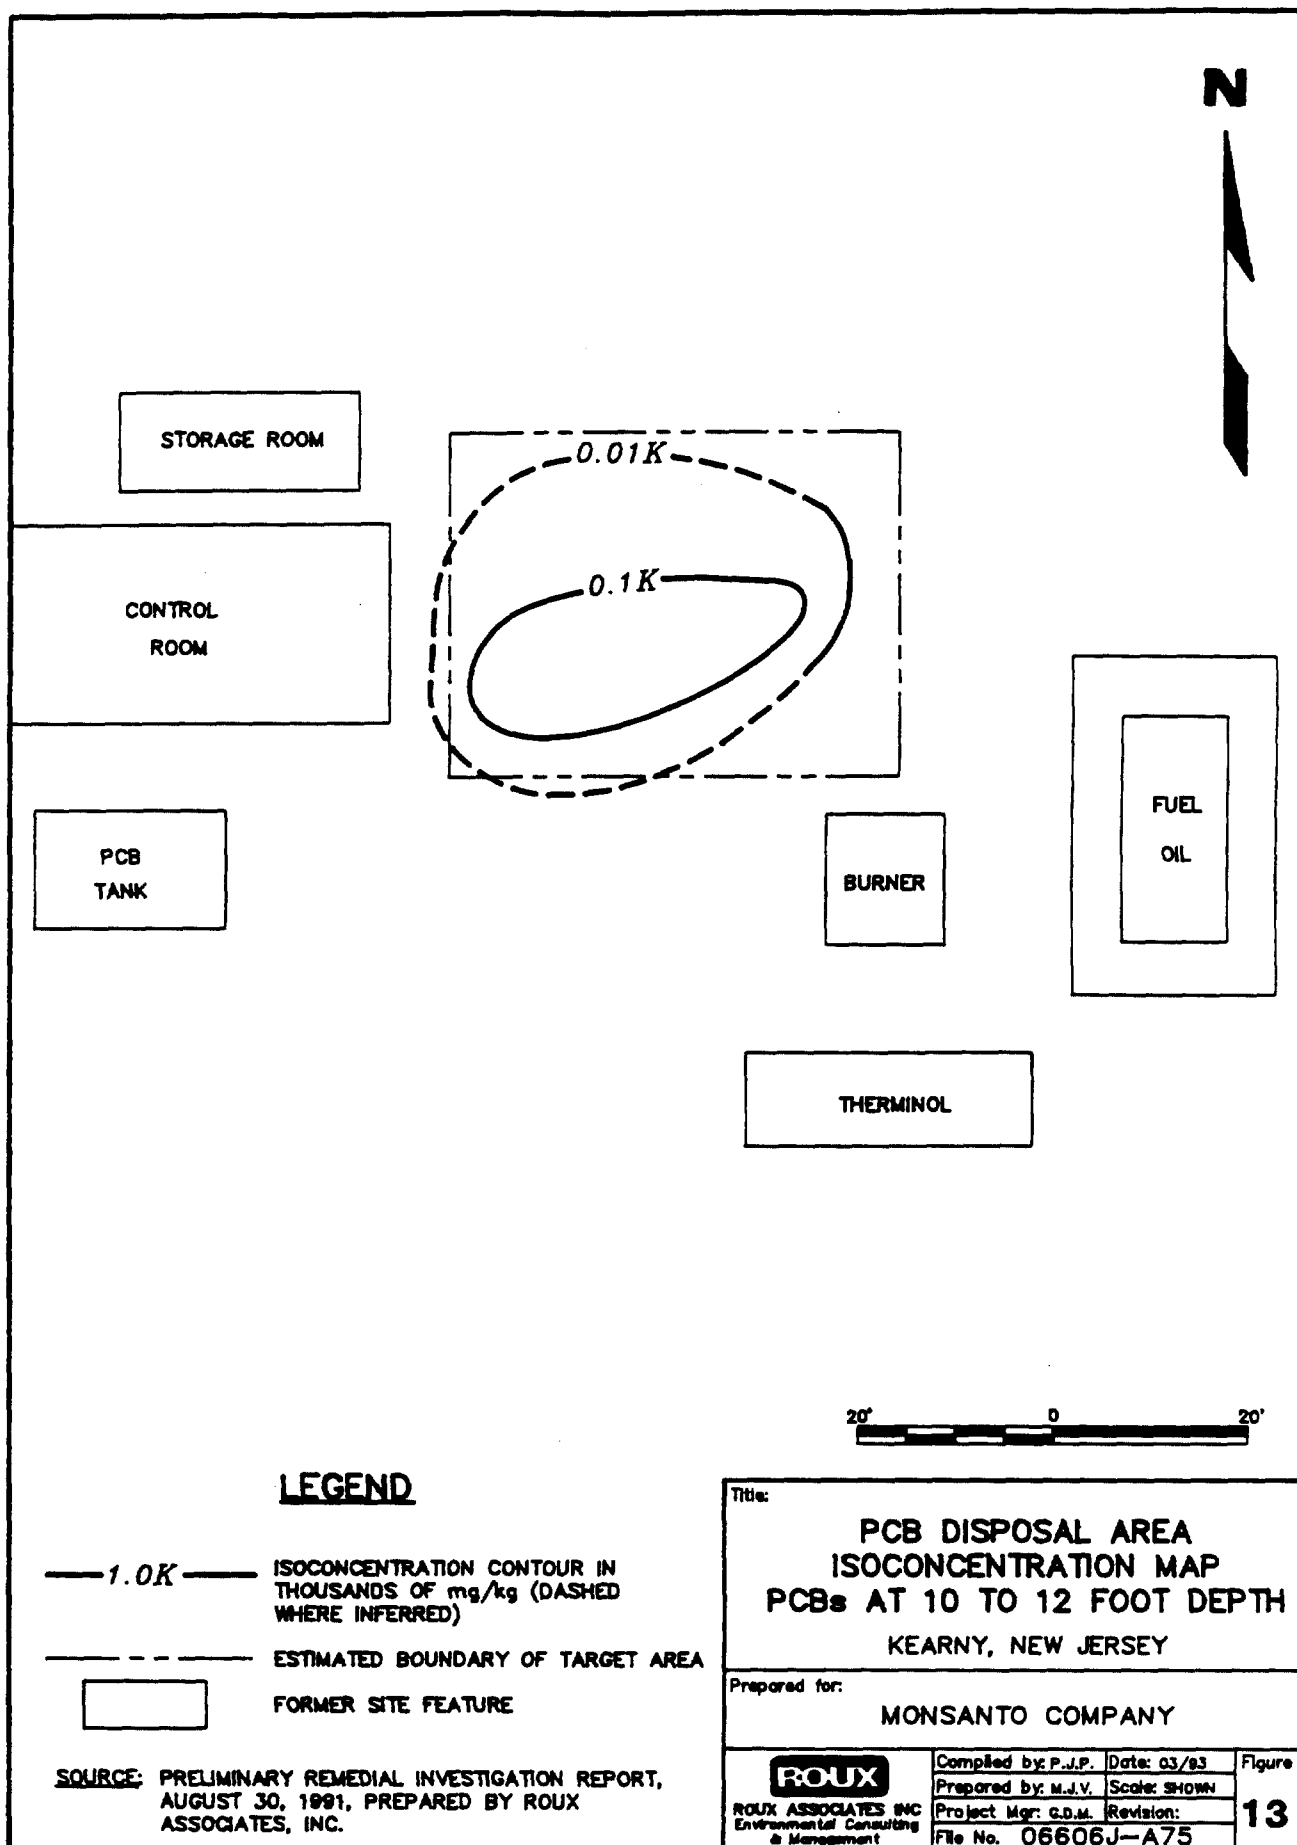 N
STORAGE ROOM
0.01K
0.1K
CONTROL
ROOM
PCB
TANK
BURNER
FUEL
OIL
THERMINOL
20'
0
20'
LEGEND
1.0K
ISOCONCENTRATION CONTOUR IN
THOUSANDS OF mg/kg (DASHED
WHERE INFERRED)
ESTIMATED BOUNDARY OF TARGET AREA
FORMER SITE FEATURE
SOURCE: PRELIMINARY REMEDIAL INVESTIGATION REPORT,
AUGUST 30, 1991, PREPARED BY ROUX
ASSOCIATES, INC.
Title:
PCB DISPOSAL AREA
ISOCONCENTRATION MAP
PCBs AT 10 TO 12 FOOT DEPTH
KEARNY, NEW JERSEY
Prepared for:
MONSANTO COMPANY
ROUX
ROUX ASSOCIATES INC
Environmental Consulting
& Management
Compiled by: P.J.P.
Date: 03/93
Prepared by: M.J.V.
Scale: SHOWN
Project Mgr: G.D.M.
Revision:
File No. 06606J-A75
Figure
13